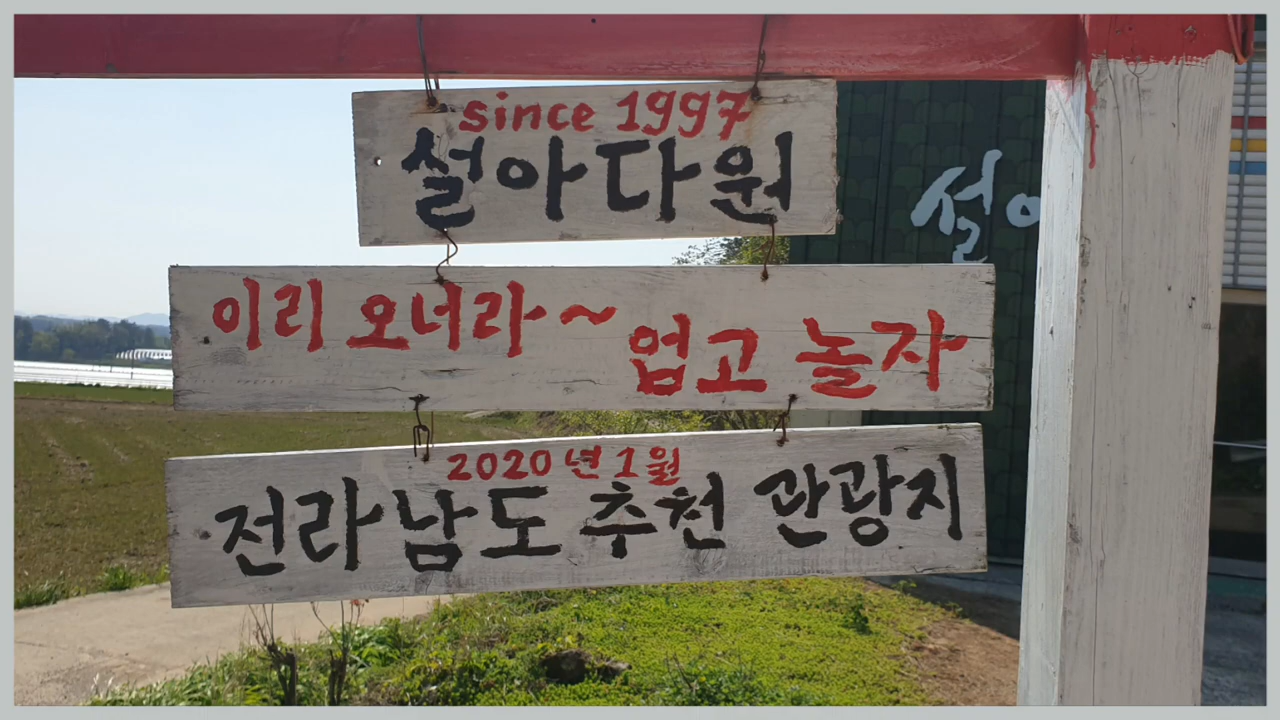 since 1997
설아다원
설아
이리 오너라~ 업고 놀자
2020년 1월
전라남도 추천 관광지